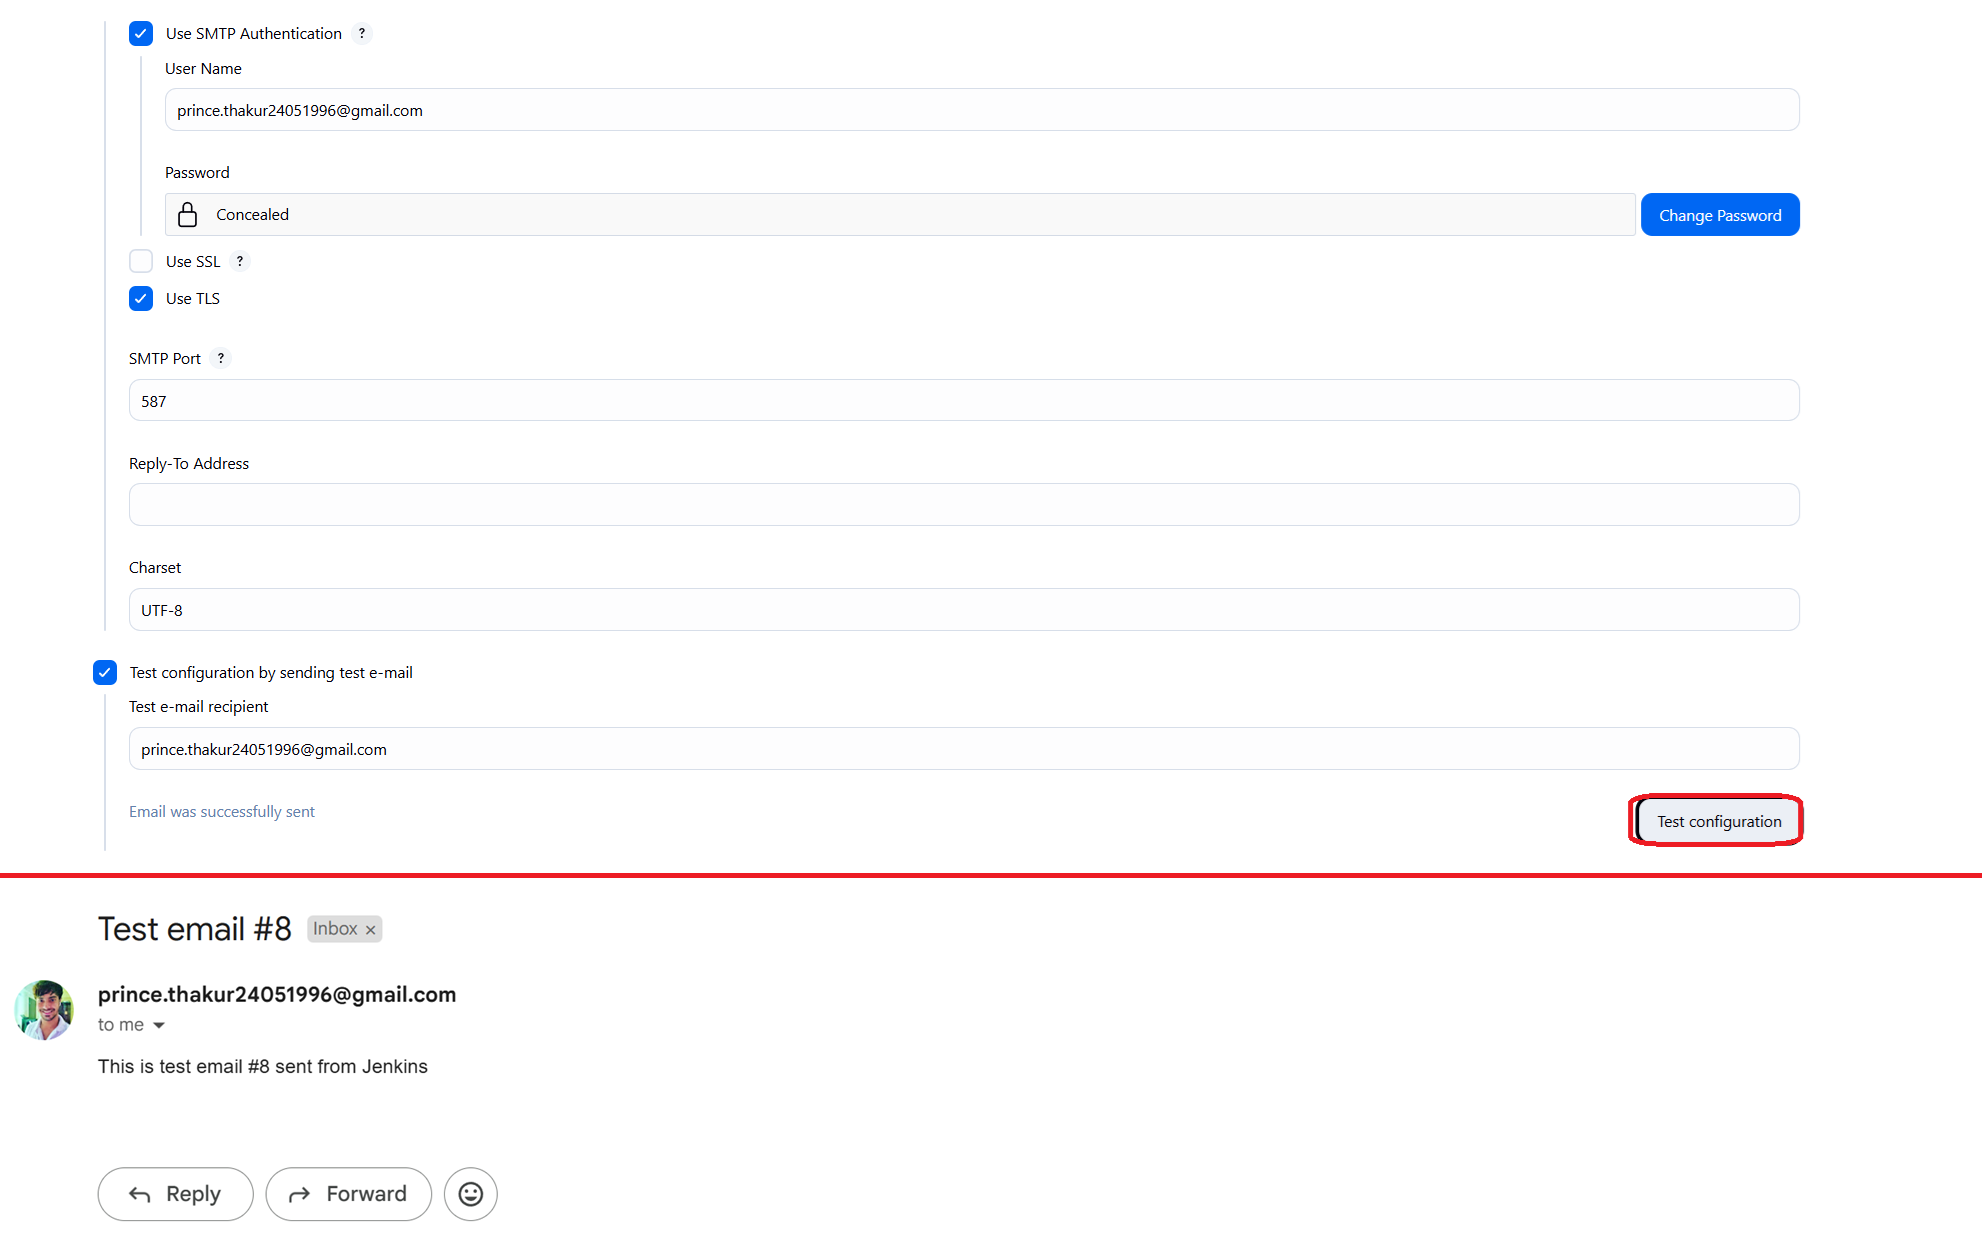 Use SMTP Authentication ?
User Name
prince.thakur24051996@gmail.com
Password
Concealed
Change Password
Use SSL ?
Use TLS
SMTP Port ?
587
Reply-To Address
Charset
UTF-8
Test configuration by sending test e-mail
Test e-mail recipient
prince.thakur24051996@gmail.com
Email was successfully sent
Test configuration
Test email #8 Inbox ×
prince.thakur24051996@gmail.com
to me
This is test email #8 sent from Jenkins
Reply Forward